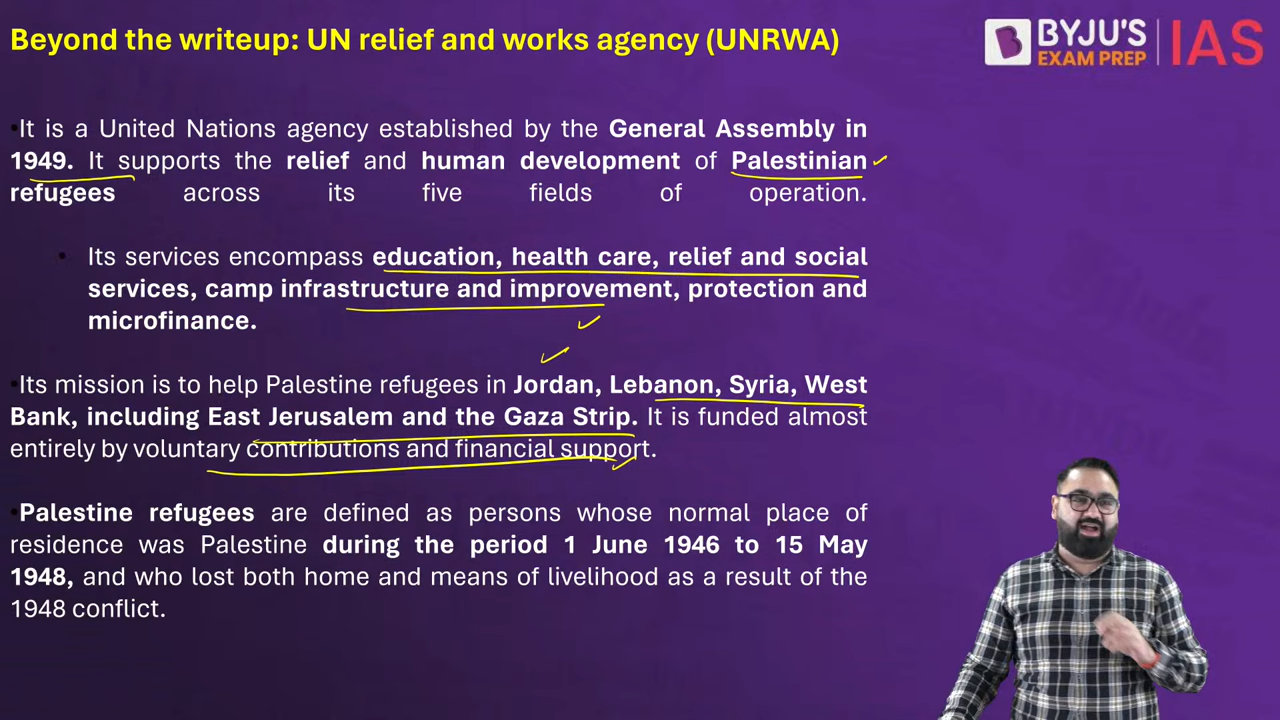 Beyond the writeup: UN relief and works agency (UNRWA)
BYJU'S
EXAM PREP
IAS
•It is a United Nations agency established by the General Assembly in
1949. It supports the relief and human development of Palestinian
refugees across its five fields of operation.
• Its services encompass education, health care, relief and social
services, camp infrastructure and improvement, protection and
microfinance.
•Its mission is to help Palestine refugees in Jordan, Lebanon, Syria, West
Bank, including East Jerusalem and the Gaza Strip. It is funded almost
entirely by voluntary contributions and financial support.
•Palestine refugees are defined as persons whose normal place of
residence was Palestine during the period 1 June 1946 to 15 May
1948, and who lost both home and means of livelihood as a result of the
1948 conflict.